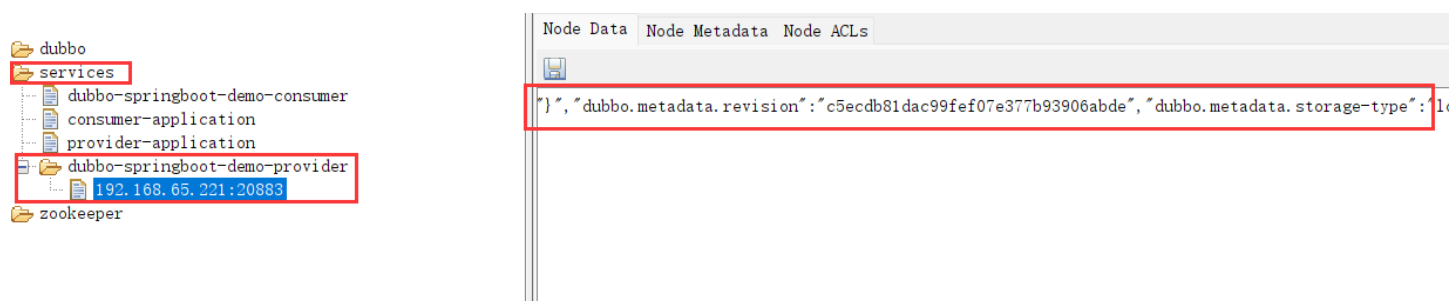 dubbo
services
dubbo-springboot-demo-consumer
consumer-application
provider-application
dubbo-springboot-demo-provider
192.168.65.221:20883
zookeeper
Node Data Node Metadata Node ACLs
"}","dubbo.metadata.revision":"c5ecdb81dac99fef07e377b93906abde","dubbo.metadata.storage-type":"lo